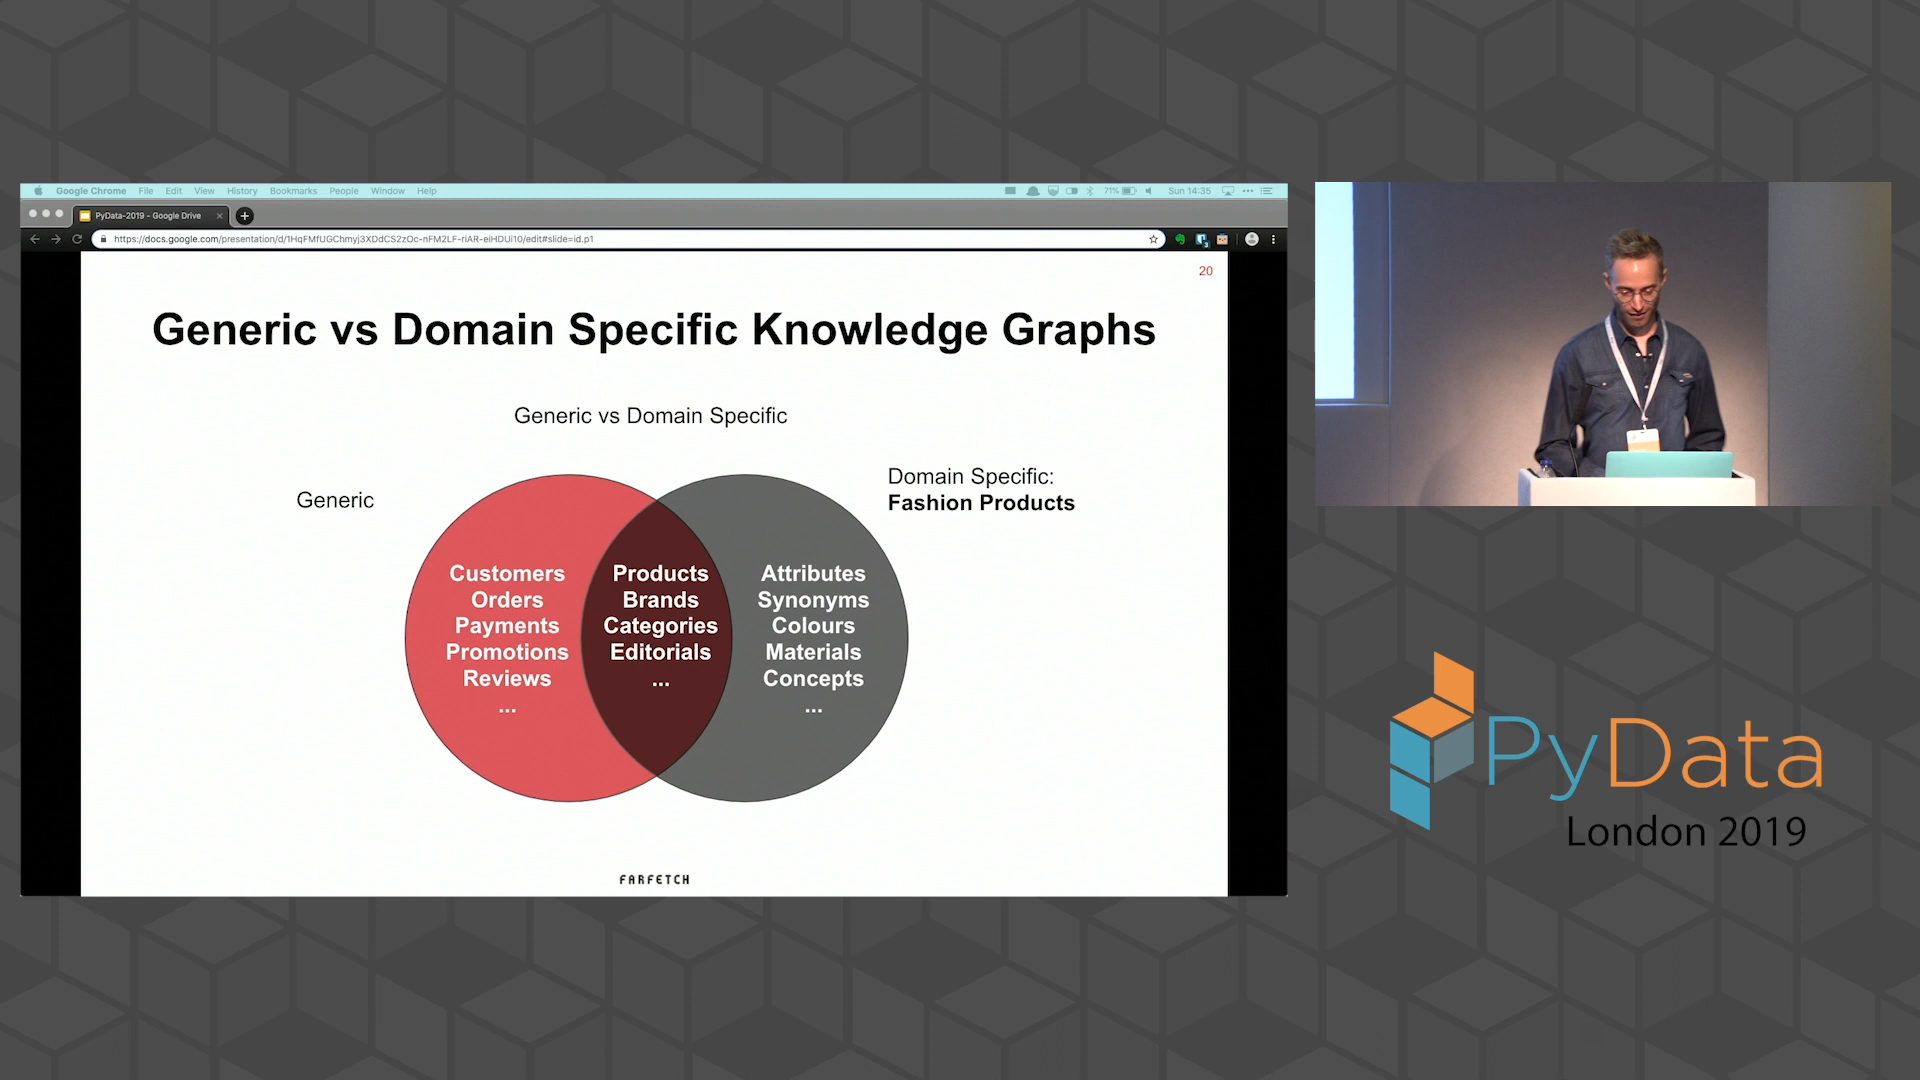 Google Chrome File Edit View History Bookmarks People Window Help
71% Sun 14:35
PyData-2019 - Google Drive
https://docs.google.com/presentation/d/1HqFMfUGChmyj3XDdCS2zOc-nFM2LF-riAR-eiHDUi10/edit#slide=id.p1
20
Generic vs Domain Specific Knowledge Graphs
Generic vs Domain Specific
Generic
Domain Specific:
Fashion Products
Customers
Orders
Payments
Promotions
Reviews
...
Products
Brands
Categories
Editorials
...
Attributes
Synonyms
Colours
Materials
Concepts
...
FARFETCH
PyData
London 2019